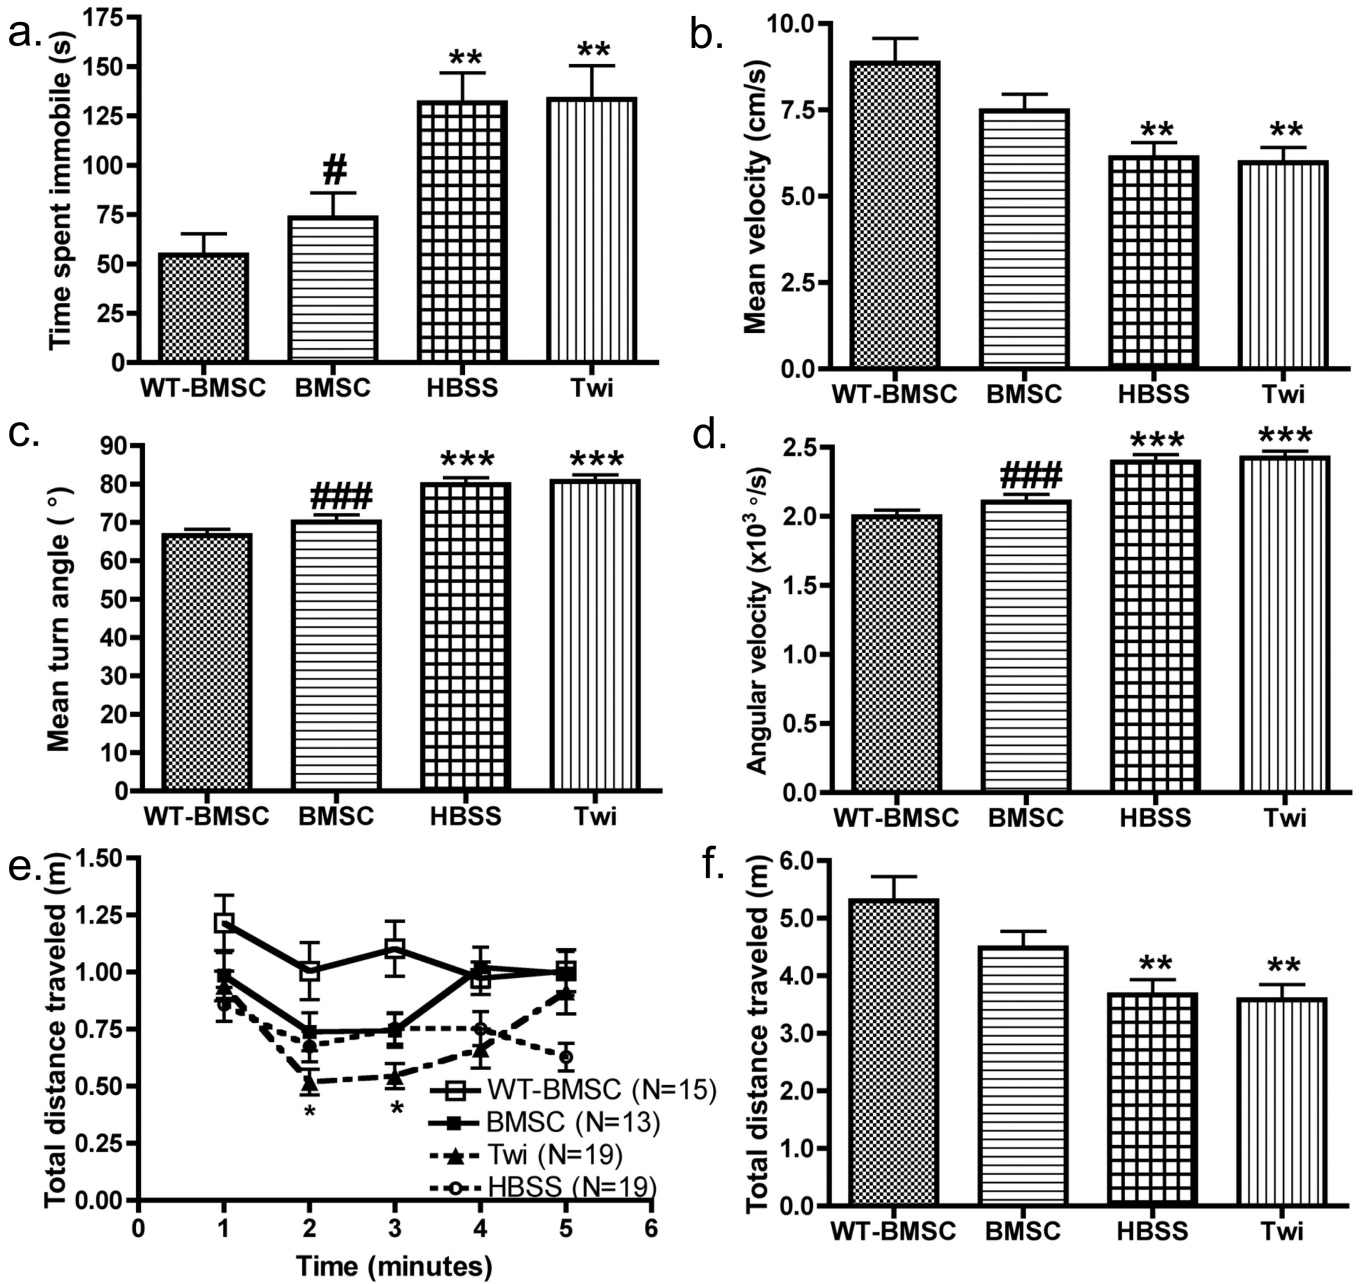 a.
Time spent immobile (s)
175
150
125
100
75
50
25
0
#
**
**
WT-BMSC BMSC HBSS Twi
b.
Mean velocity (cm/s)
10.0
7.5
5.0
2.5
0.0
**
**
WT-BMSC BMSC HBSS Twi
c.
Mean turn angle ( °)
90
80
70
60
50
40
30
20
10
0
###
***
***
WT-BMSC BMSC HBSS Twi
d.
Angular velocity (x10³ °/s)
2.5
2.0
1.5
1.0
0.5
0.0
###
***
***
WT-BMSC BMSC HBSS Twi
e.
Total distance traveled (m)
1.50
1.25
1.00
0.75
0.50
0.25
0.00
*
*
WT-BMSC (N=15)
BMSC (N=13)
Twi (N=19)
HBSS (N=19)
0 1 2 3 4 5 6
Time (minutes)
f.
Total distance traveled (m)
6.0
5.0
4.0
3.0
2.0
1.0
0.0
**
**
WT-BMSC BMSC HBSS Twi